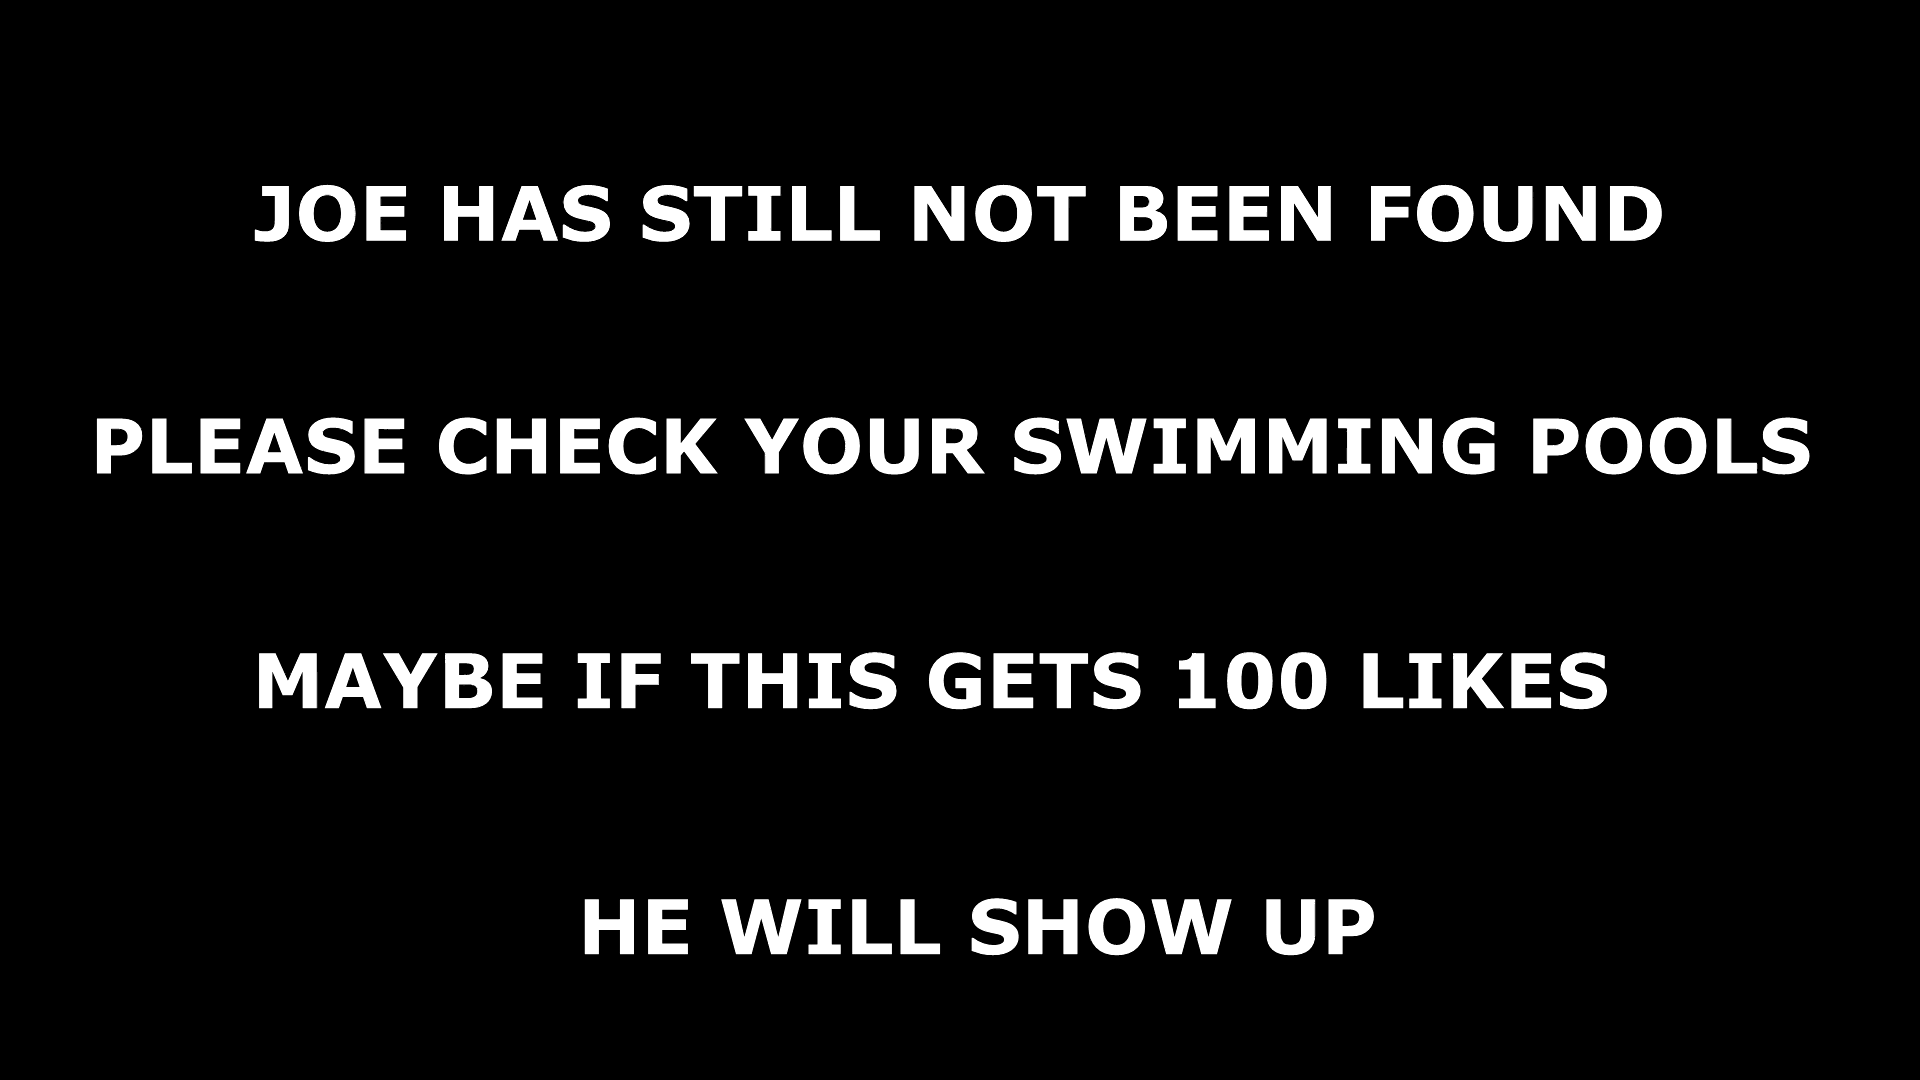 JOE HAS STILL NOT BEEN FOUND
PLEASE CHECK YOUR SWIMMING POOLS
MAYBE IF THIS GETS 100 LIKES
HE WILL SHOW UP